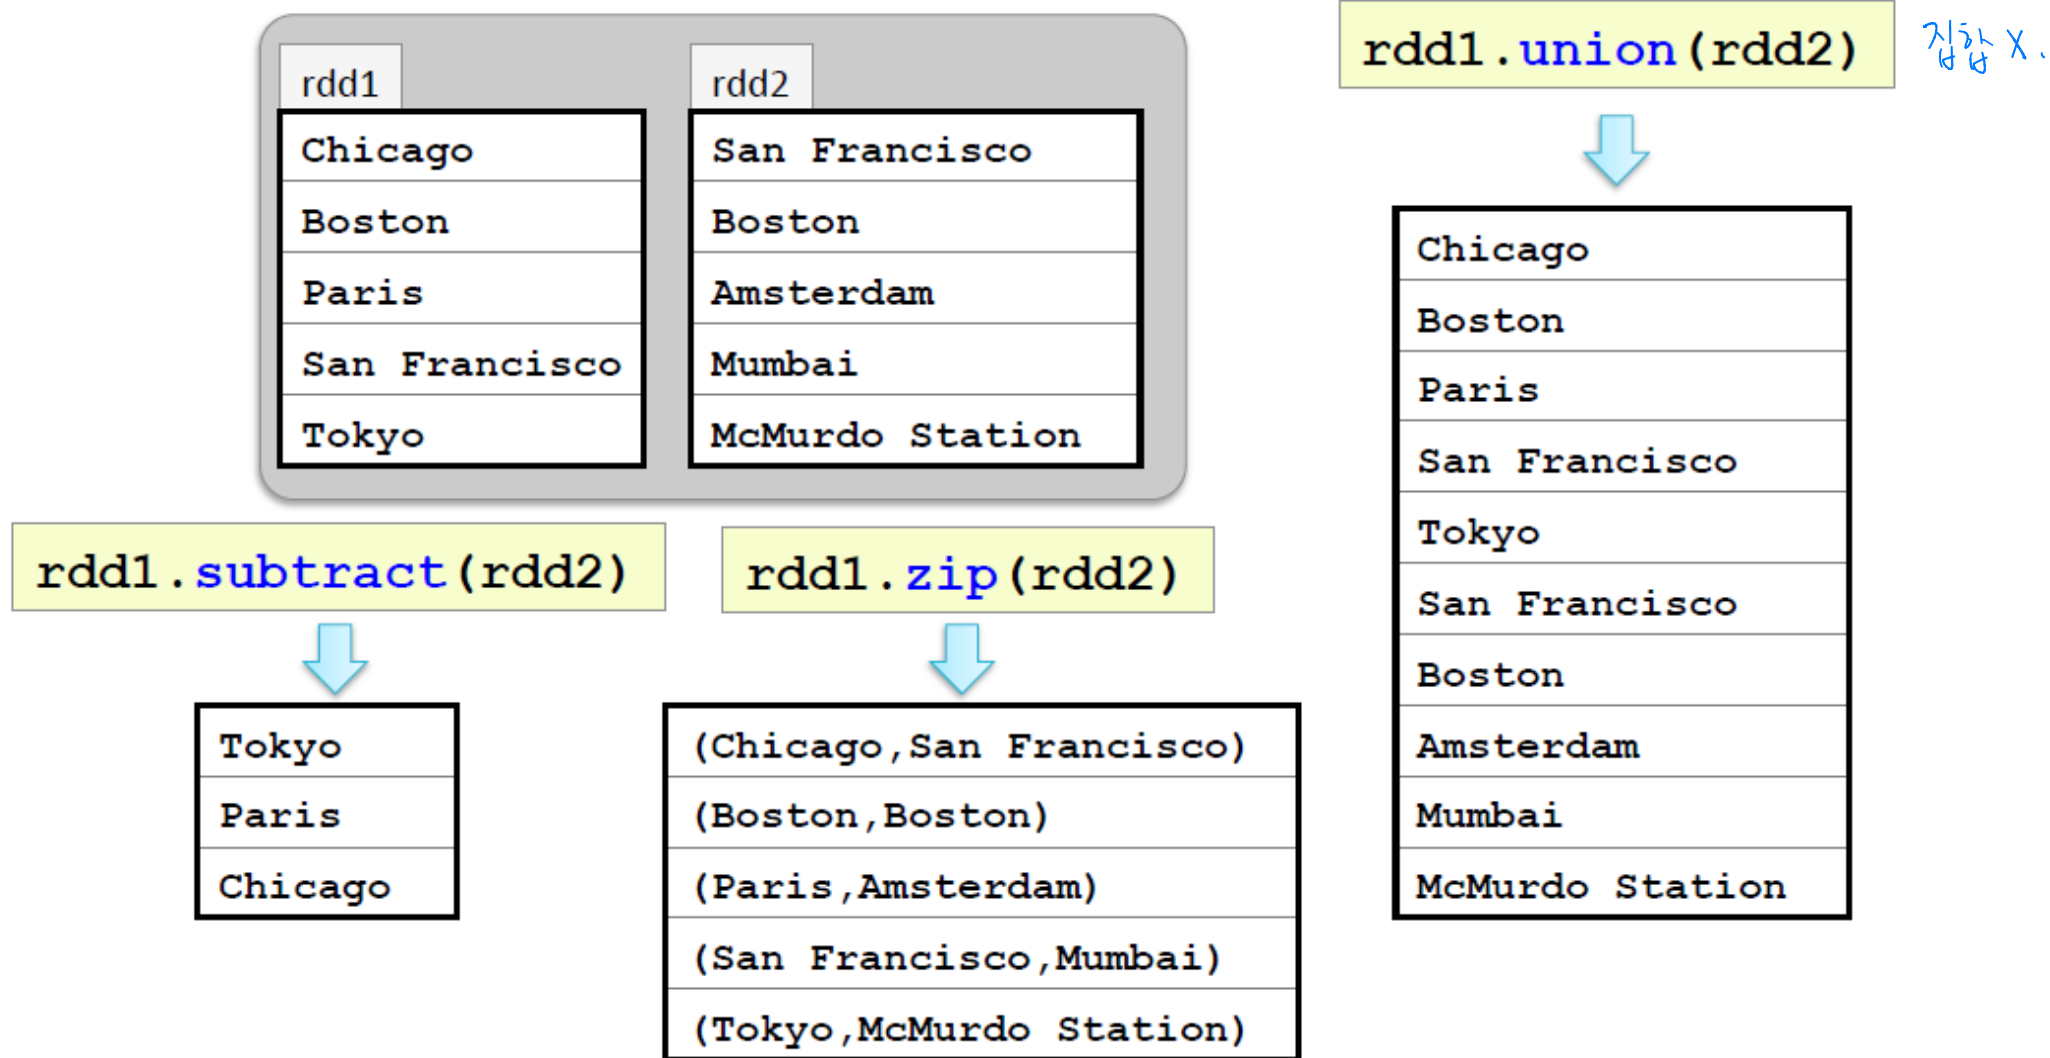 rdd1
Chicago
Boston
Paris
San Francisco
Tokyo
rdd2
San Francisco
Boston
Amsterdam
Mumbai
McMurdo Station
rdd1.union(rdd2)
집합 X.
Chicago
Boston
Paris
San Francisco
Tokyo
San Francisco
Boston
Amsterdam
Mumbai
McMurdo Station
rdd1.subtract(rdd2)
Tokyo
Paris
Chicago
rdd1.zip(rdd2)
(Chicago,San Francisco)
(Boston,Boston)
(Paris,Amsterdam)
(San Francisco,Mumbai)
(Tokyo,McMurdo Station)